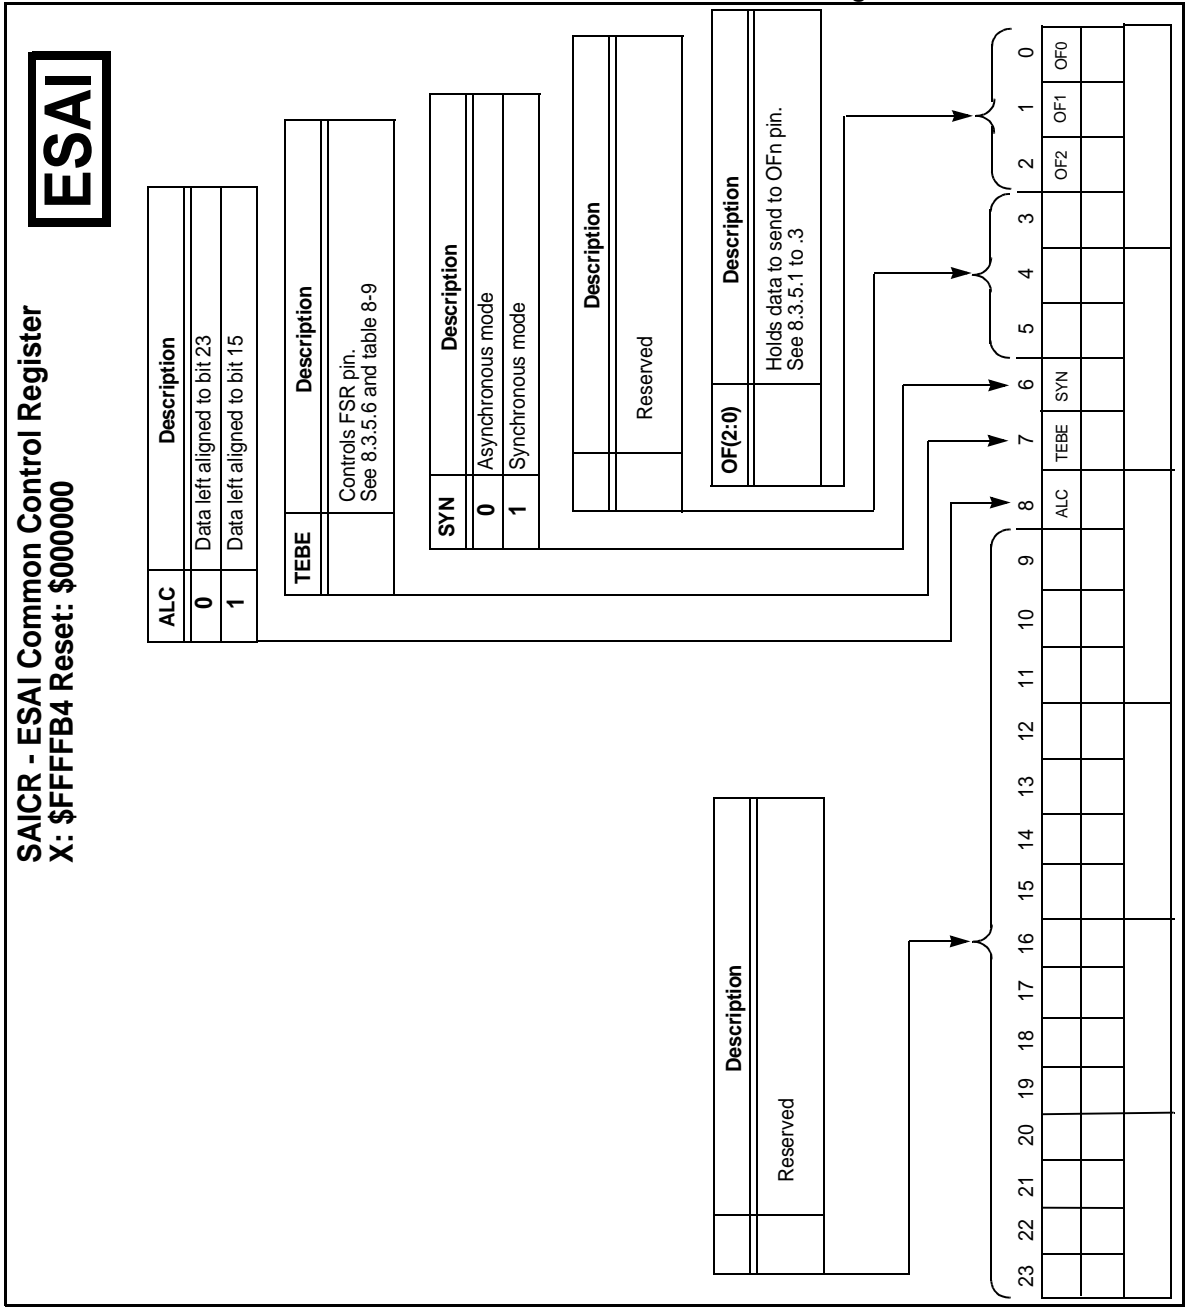 SAICR - ESAI Common Control Register
X: $FFFFB4 Reset: $000000
ESAI
ALC Description
0 Data left aligned to bit 23
1 Data left aligned to bit 15
TEBE Description
Controls FSR pin.
See 8.3.5.6 and table 8-9
SYN Description
0 Asynchronous mode
1 Synchronous mode
Description
Reserved
OF(2:0) Description
Holds data to send to OFn pin.
See 8.3.5.1 to .3
Description
Reserved
23 22 21 20 19 18 17 16 15 14 13 12 11 10 9 8 7 6 5 4 3 2 1 0
ALC TEBE SYN OF2 OF1 OF0